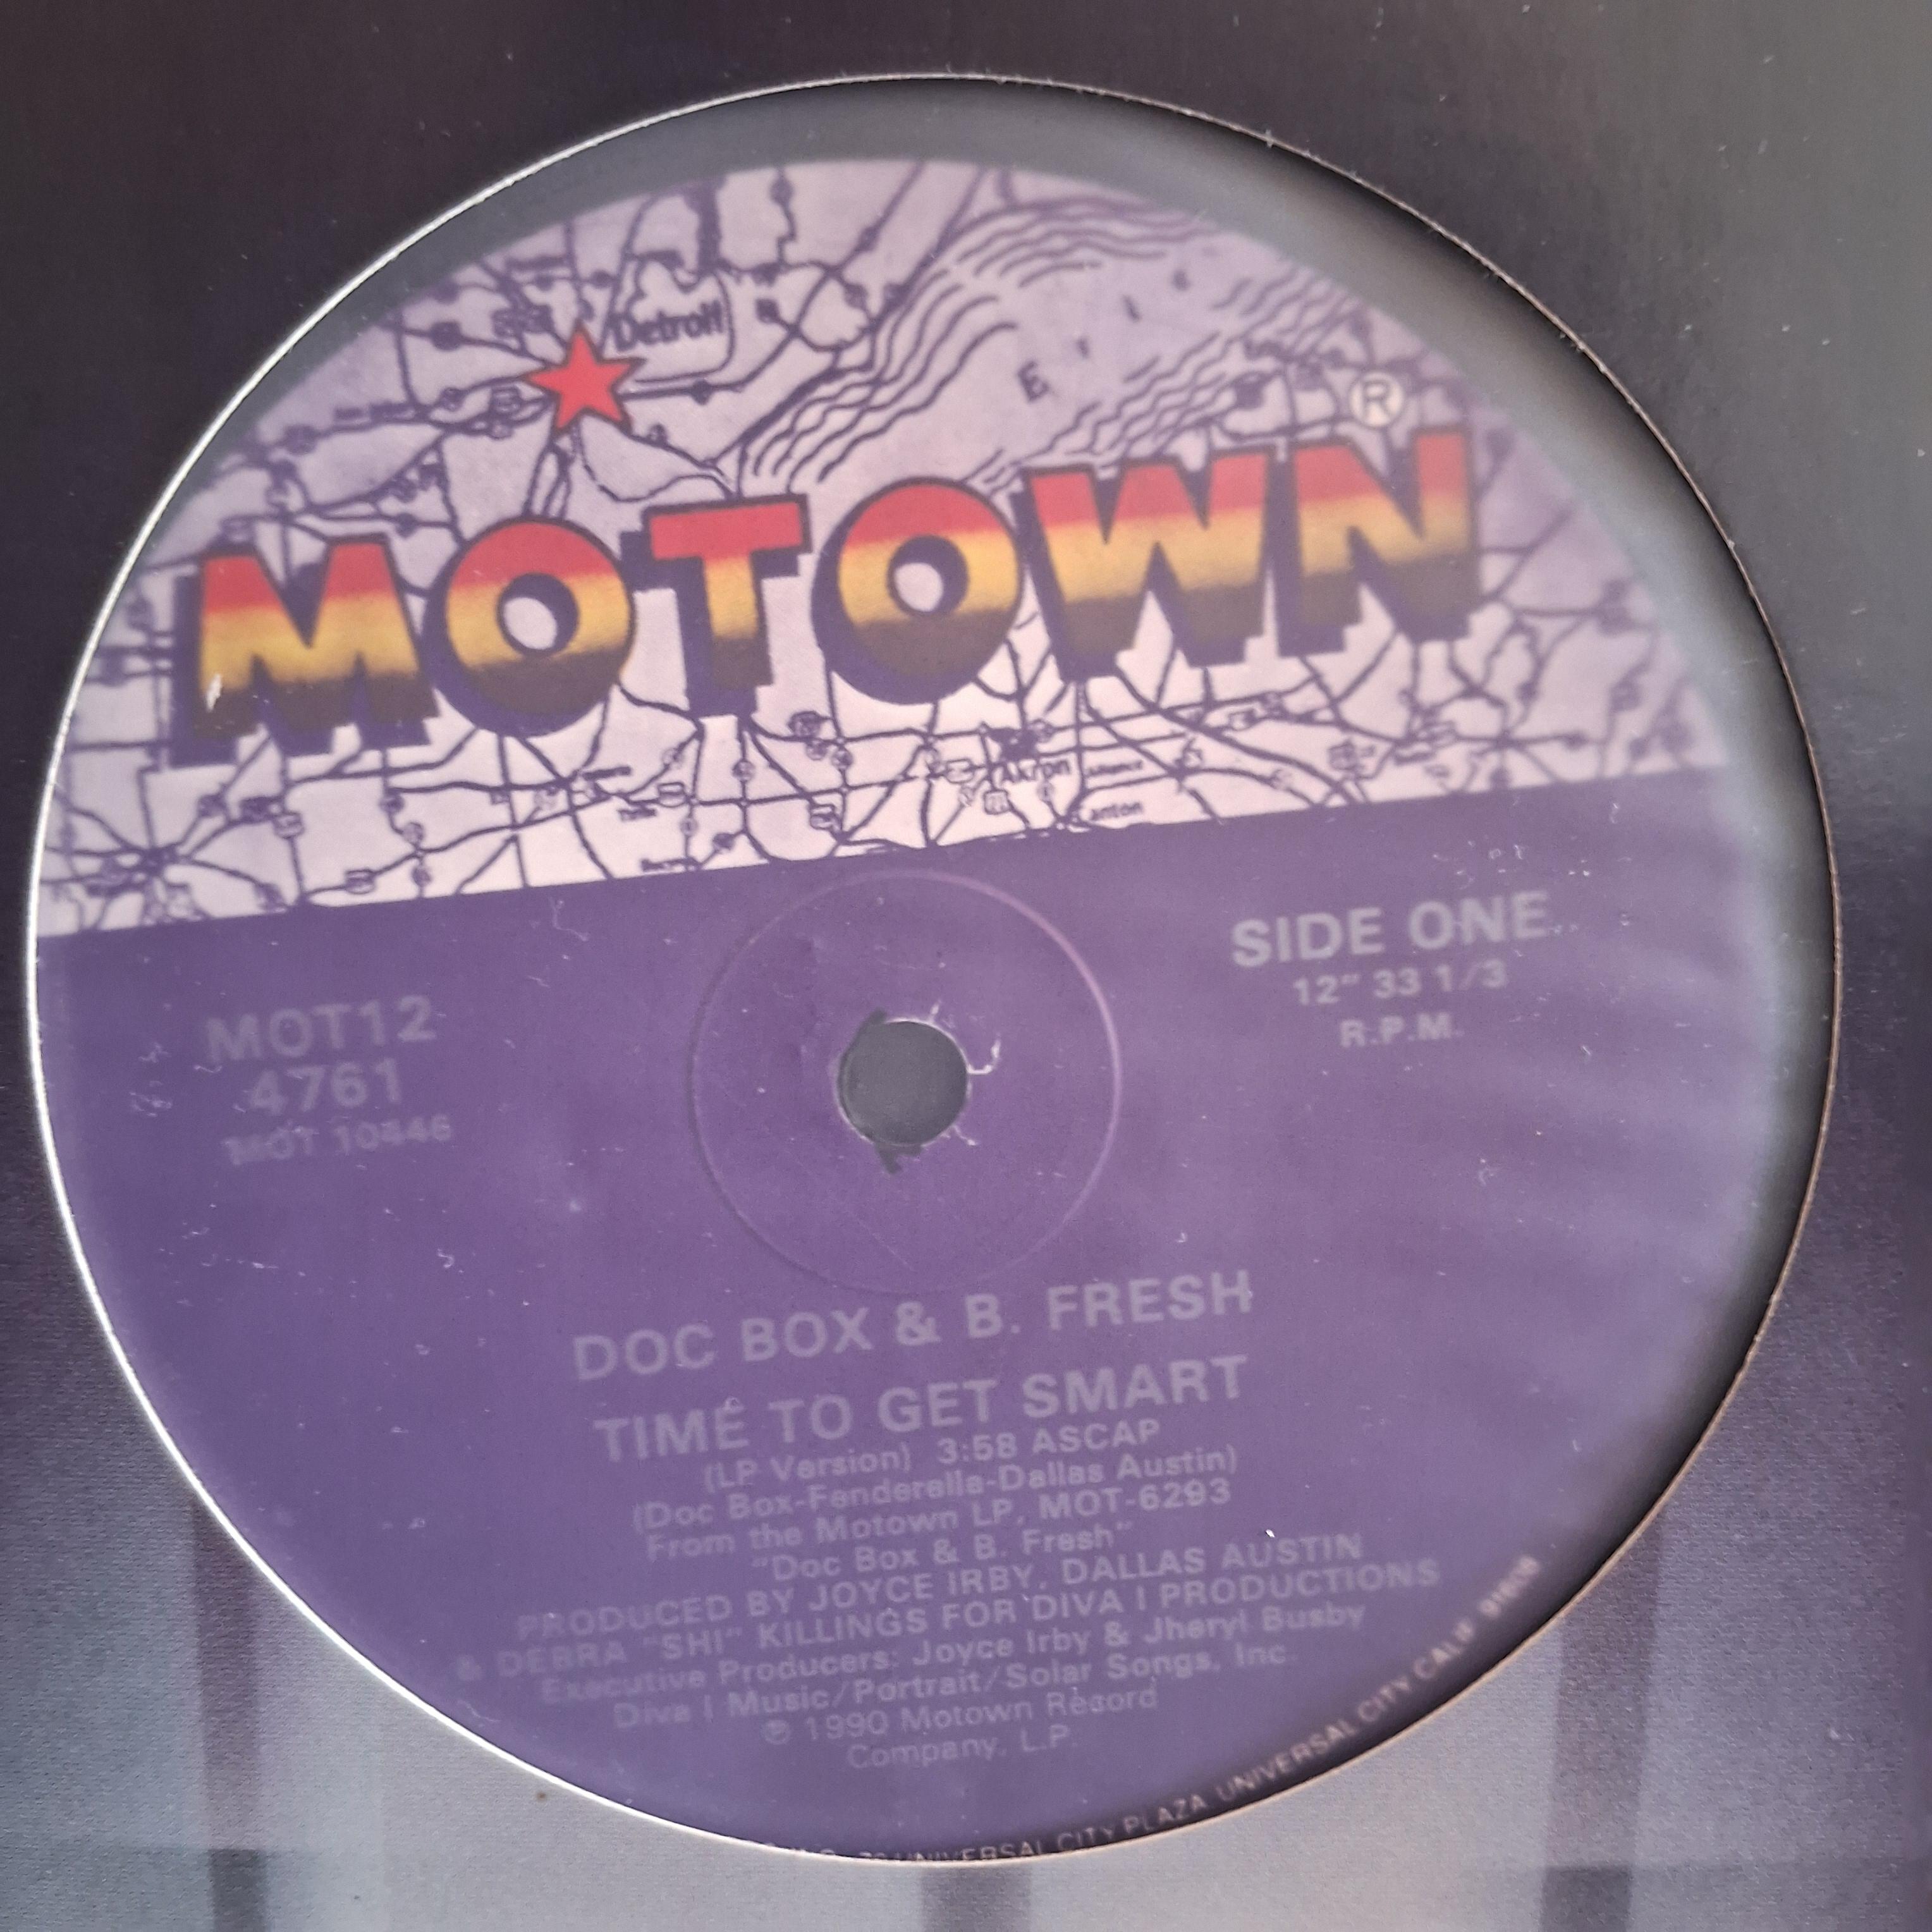 Detroit
E r i e
®
MOTOWN
Akron
Canton
SIDE ONE
12" 33 1/3
R.P.M.
MOT12
4761
MOT 10446
DOC BOX & B. FRESH
TIME TO GET SMART
(LP Version) 3:58 ASCAP
(Doc Box-Fenderella-Dallas Austin)
From the Motown LP, MOT-6293
"Doc Box & B. Fresh"
PRODUCED BY JOYCE IRBY, DALLAS AUSTIN
& DEBRA "SHI" KILLINGS FOR DIVA I PRODUCTIONS
Executive Producers: Joyce Irby & Jheryl Busby
Diva I Music/Portrait/Solar Songs, Inc.
℗ 1990 Motown Record
Company, L.P.
UNIVERSAL CITY PLAZA UNIVERSAL CITY CALIF